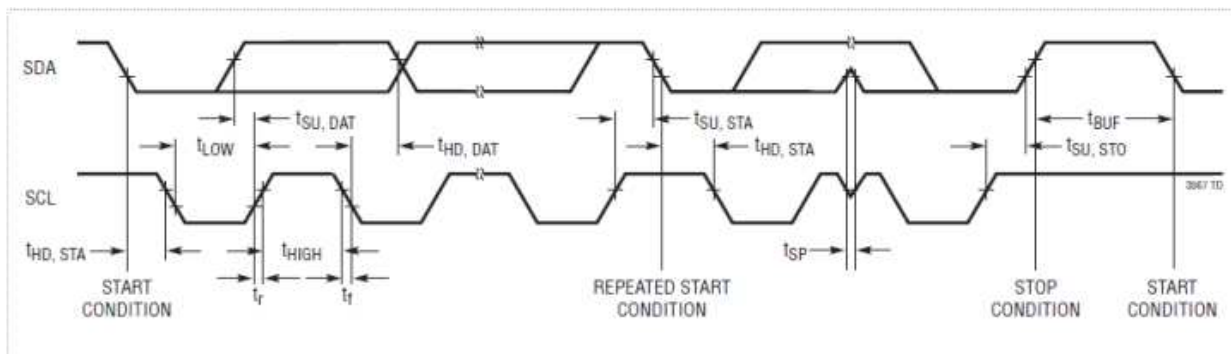 SDA
tSU, DAT
tSU, STA
tBUF
tLOW
tHD, DAT
tHD, STA
tSU, STO
SCL
3867 TD
tHD, STA
tHIGH
tSP
tr
tf
START
CONDITION
REPEATED START
CONDITION
STOP
CONDITION
START
CONDITION